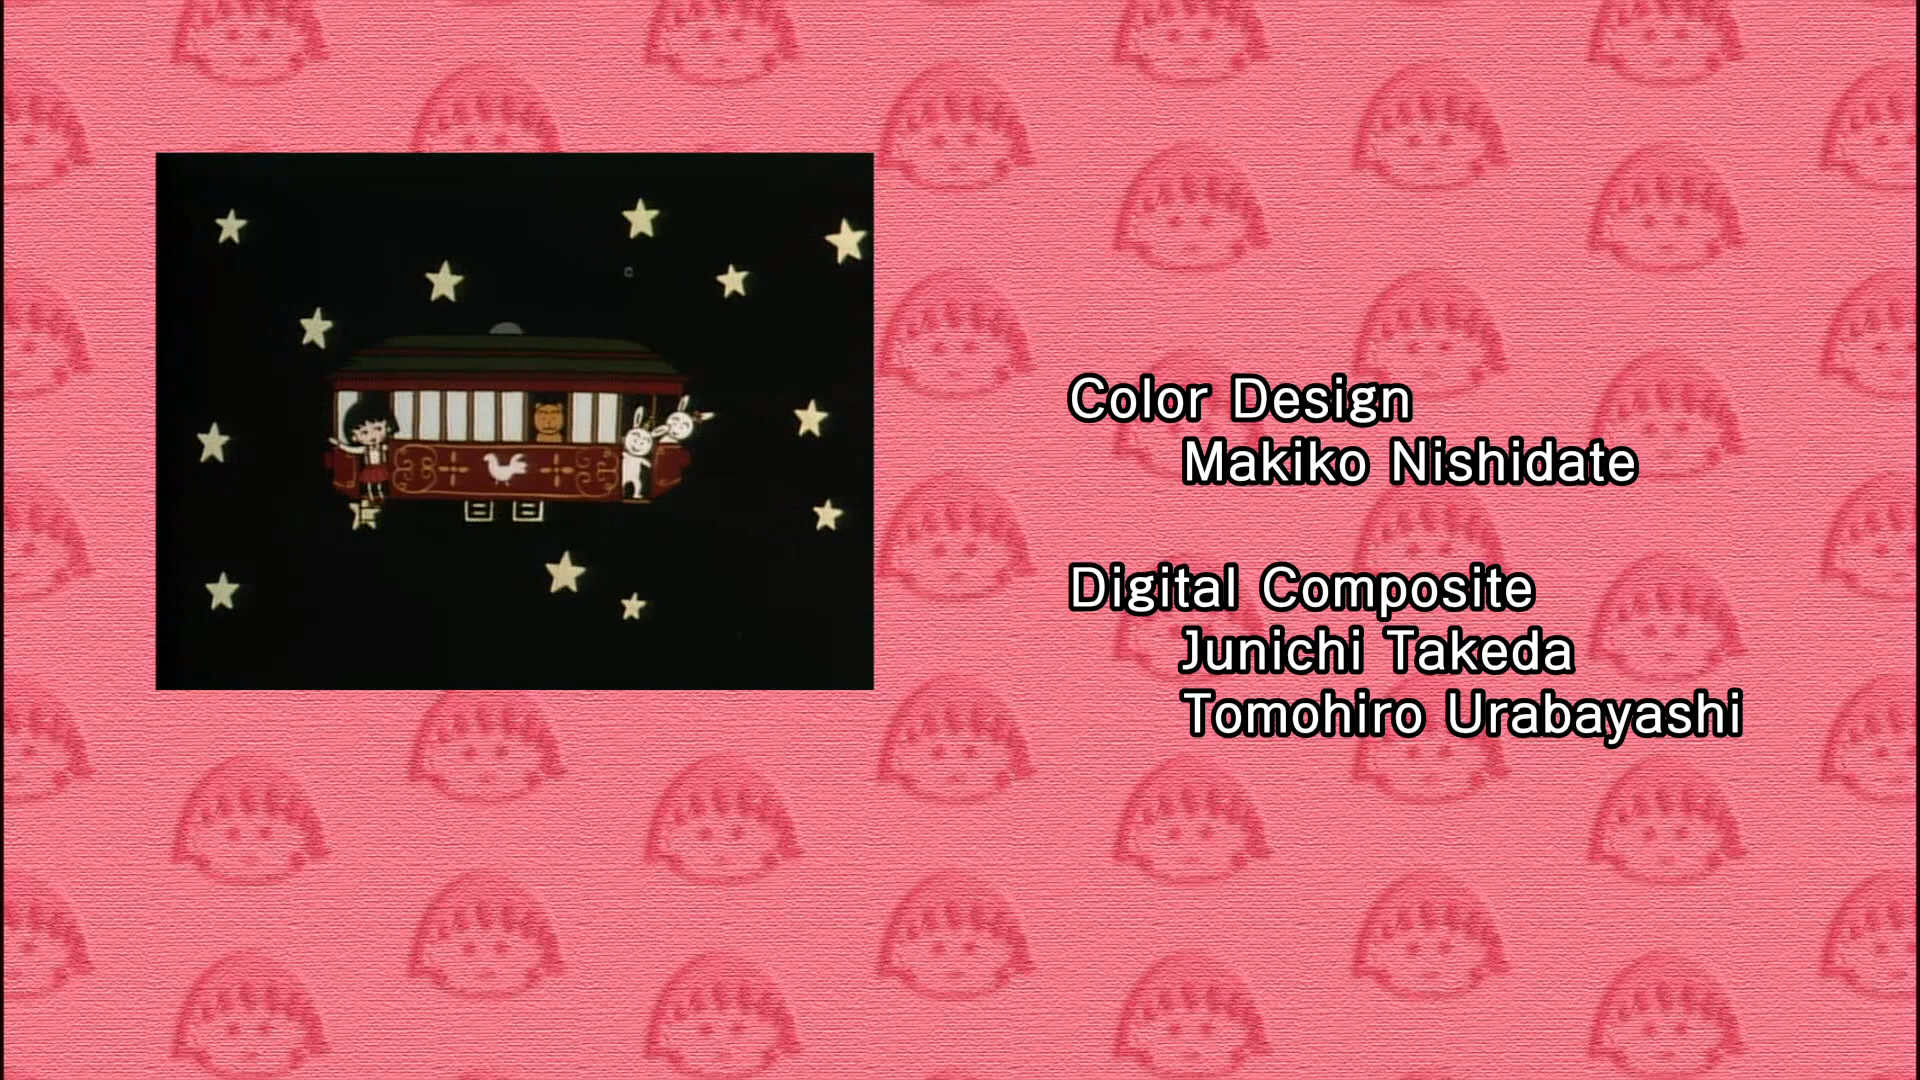 Color Design
Makiko Nishidate
Digital Composite
Junichi Takeda
Tomohiro Urabayashi